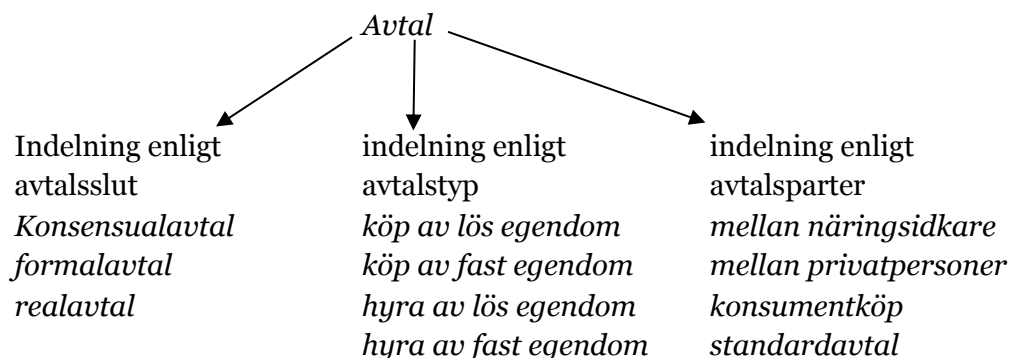 Avtal
Indelning enligt
avtalsslut
Konsensualavtal
formalavtal
realavtal
indelning enligt
avtalstyp
köp av lös egendom
köp av fast egendom
hyra av lös egendom
hyra av fast egendom
indelning enligt
avtalsparter
mellan näringsidkare
mellan privatpersoner
konsumentköp
standardavtal